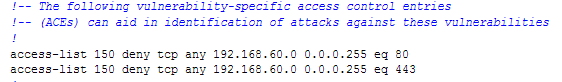 !-- The following vulnerability-specific access control entries
!-- (ACEs) can aid in identification of attacks against these vulnerabilities
!
access-list 150 deny tcp any 192.168.60.0 0.0.0.255 eq 80
access-list 150 deny tcp any 192.168.60.0 0.0.0.255 eq 443